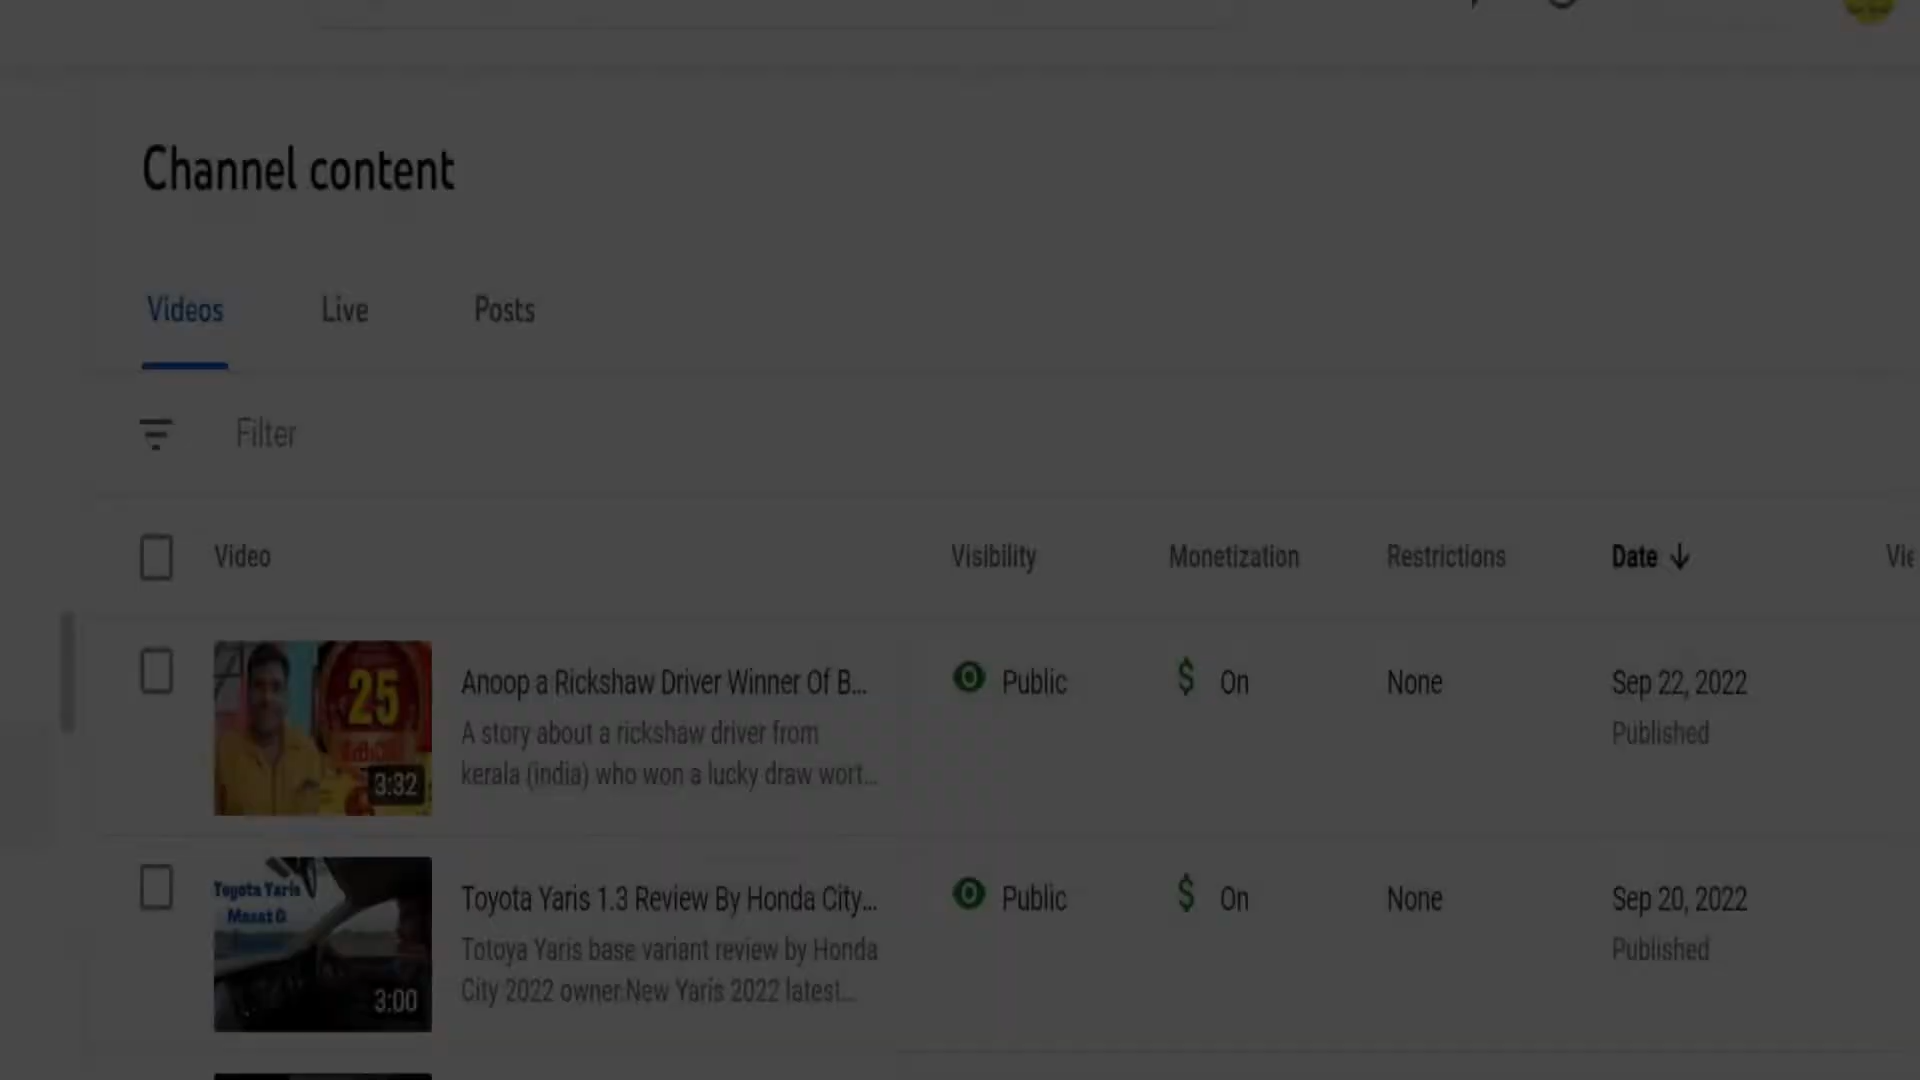 Channel content
Videos Live Posts
Filter
Video Visibility Monetization Restrictions Date
25
3:32
Anoop a Rickshaw Driver Winner Of B...
A story about a rickshaw driver from
kerala (india) who won a lucky draw wort...
Public
On
None
Sep 22, 2022
Published
Toyota Yaris
3:00
Toyota Yaris 1.3 Review By Honda City...
Totoya Yaris base variant review by Honda
City 2022 owner.New Yaris 2022 latest...
Public
On
None
Sep 20, 2022
Published